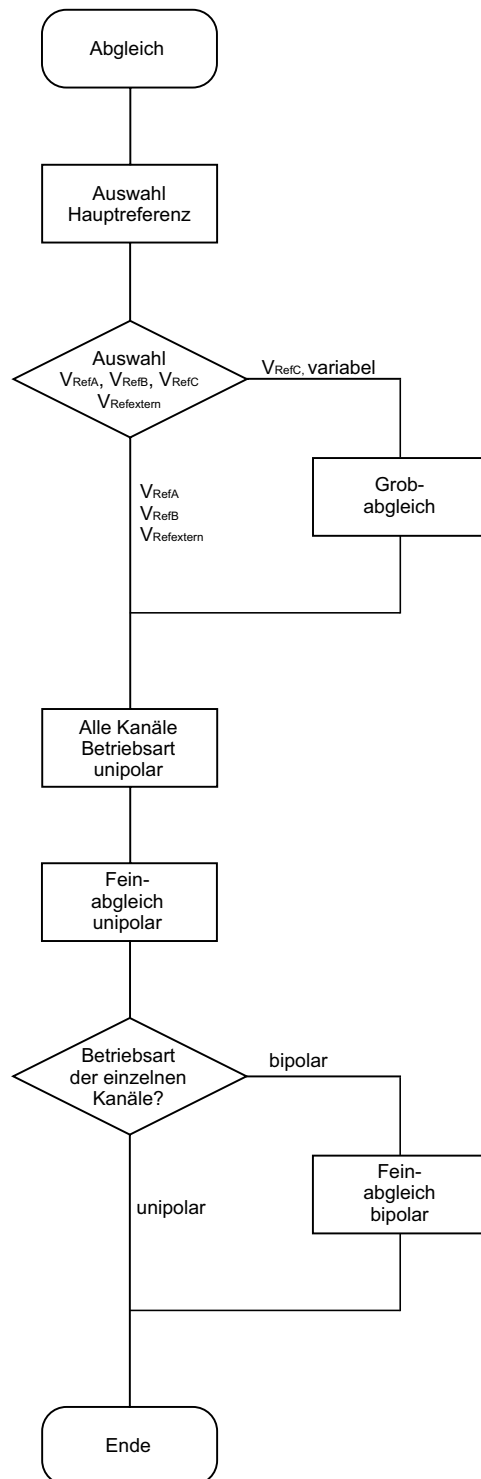 Abgleich
Auswahl
Hauptreferenz
Auswahl
VRefA, VRefB, VRefC
VRefextern
VRefC, variabel
Grob-
abgleich
VRefA
VRefB
VRefextern
Alle Kanäle
Betriebsart
unipolar
Fein-
abgleich
unipolar
Betriebsart
der einzelnen
Kanäle?
bipolar
Fein-
abgleich
bipolar
unipolar
Ende